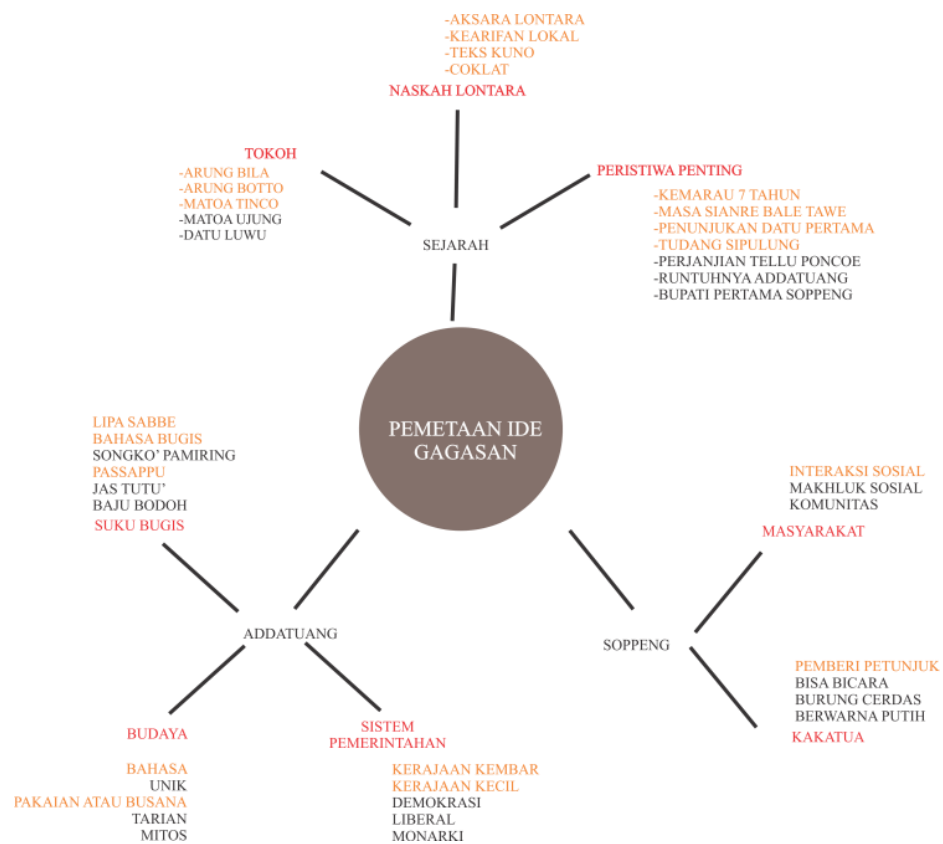 -AKSARA LONTARA
-KEARIFAN LOKAL
-TEKS KUNO
-COKLAT
NASKAH LONTARA
TOKOH
-ARUNG BILA
-ARUNG BOTTO
-MATOA TINCO
-MATOA UJUNG
-DATU LUWU
PERISTIWA PENTING
-KEMARAU 7 TAHUN
-MASA SIANRE BALE TAWE
-PENUNJUKAN DATU PERTAMA
-TUDANG SIPULUNG
-PERJANJIAN TELLU PONCOE
-RUNTUHNYA ADDATUANG
-BUPATI PERTAMA SOPPENG
SEJARAH
PEMETAAN IDE
GAGASAN
LIPA SABBE
BAHASA BUGIS
SONGKO' PAMIRING
PASSAPPU
JAS TUTU'
BAJU BODOH
SUKU BUGIS
ADDATUANG
BUDAYA
BAHASA
UNIK
PAKAIAN ATAU BUSANA
TARIAN
MITOS
SISTEM
PEMERINTAHAN
KERAJAAN KEMBAR
KERAJAAN KECIL
DEMOKRASI
LIBERAL
MONARKI
INTERAKSI SOSIAL
MAKHLUK SOSIAL
KOMUNITAS
MASYARAKAT
SOPPENG
PEMBERI PETUNJUK
BISA BICARA
BURUNG CERDAS
BERWARNA PUTIH
KAKATUA